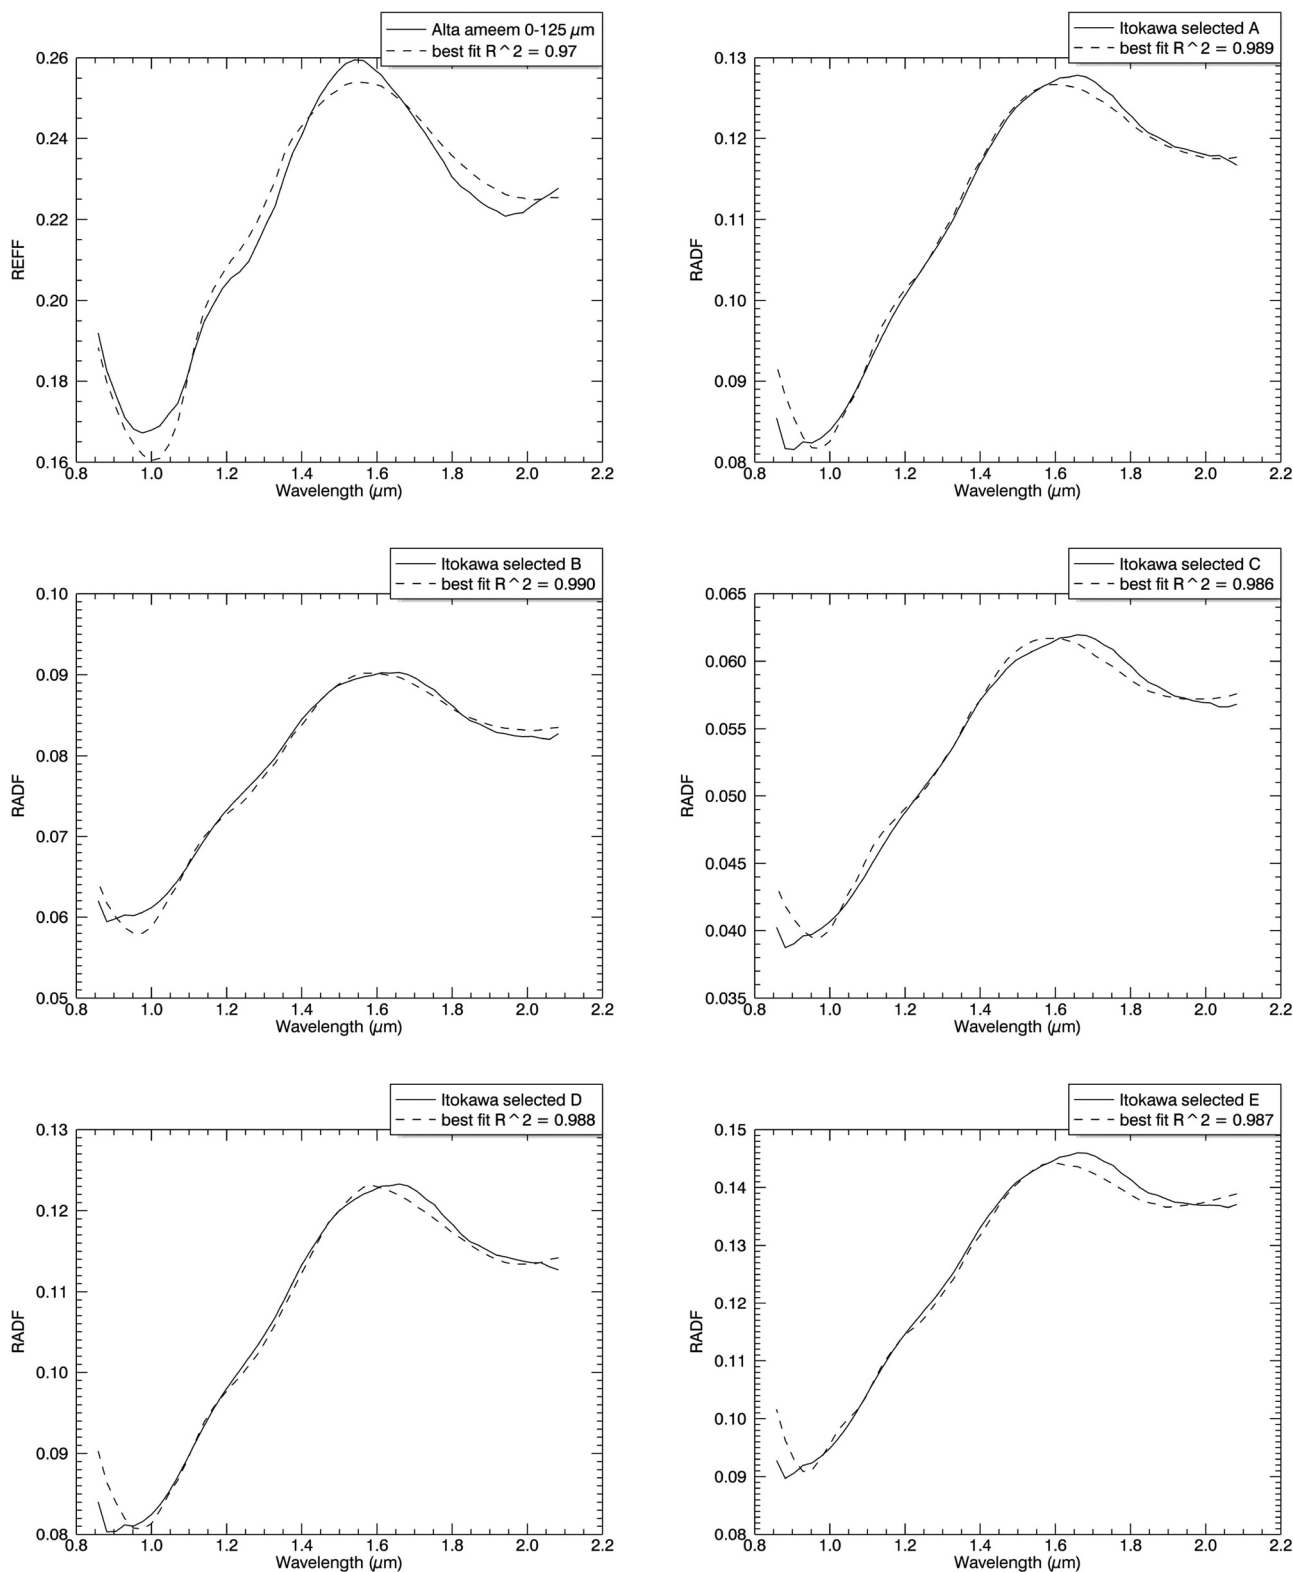 Alta ameem 0-125 μm
best fit R^2 = 0.97
0.26
0.24
0.22
0.20
0.18
0.16
REFF
0.8 1.0 1.2 1.4 1.6 1.8 2.0 2.2
Wavelength (μm)
Itokawa selected A
best fit R^2 = 0.989
0.13
0.12
0.11
0.10
0.09
0.08
RADF
0.8 1.0 1.2 1.4 1.6 1.8 2.0 2.2
Wavelength (μm)
Itokawa selected B
best fit R^2 = 0.990
0.10
0.09
0.08
0.07
0.06
0.05
RADF
0.8 1.0 1.2 1.4 1.6 1.8 2.0 2.2
Wavelength (μm)
Itokawa selected C
best fit R^2 = 0.986
0.065
0.060
0.055
0.050
0.045
0.040
0.035
RADF
0.8 1.0 1.2 1.4 1.6 1.8 2.0 2.2
Wavelength (μm)
Itokawa selected D
best fit R^2 = 0.988
0.13
0.12
0.11
0.10
0.09
0.08
RADF
0.8 1.0 1.2 1.4 1.6 1.8 2.0 2.2
Wavelength (μm)
Itokawa selected E
best fit R^2 = 0.987
0.15
0.14
0.13
0.12
0.11
0.10
0.09
0.08
RADF
0.8 1.0 1.2 1.4 1.6 1.8 2.0 2.2
Wavelength (μm)